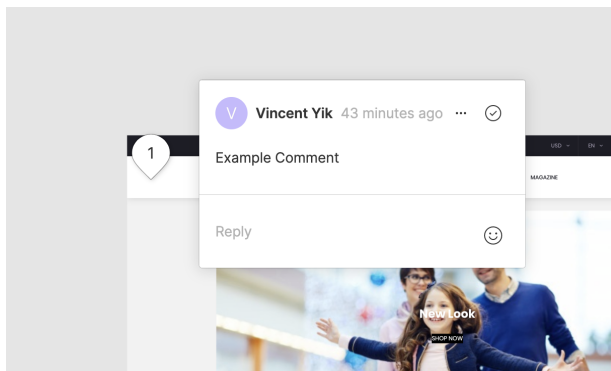 V Vincent Yik 43 minutes ago ...
1
Example Comment
USD EN
MAGAZINE
Reply
New Look
SHOP NOW